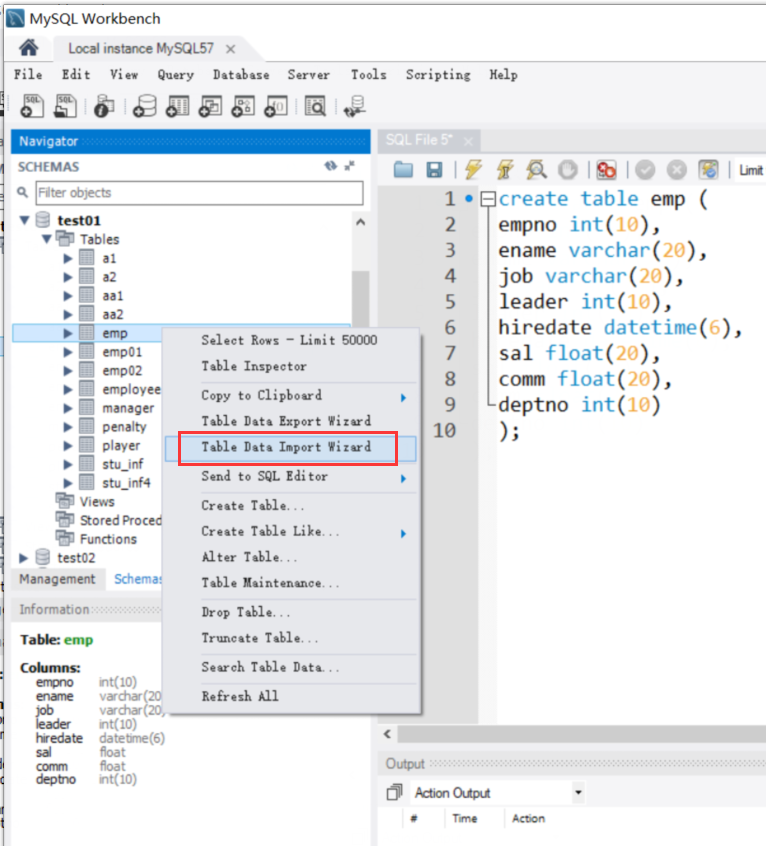 MySQL Workbench
Local instance MySQL57 ×
File Edit View Query Database Server Tools Scripting Help
Navigator
SCHEMAS
Filter objects
test01
Tables
a1
a2
aa1
aa2
emp
emp01
emp02
employee
manager
penalty
player
stu_inf
stu_inf4
Views
Stored Proced
Functions
test02
Management Schemas
Information
Table: emp
Columns:
empno int(10)
ename varchar(20
job varchar(20)
leader int(10)
hiredate datetime(6)
sal float
comm float
deptno int(10)
Select Rows - Limit 50000
Table Inspector
Copy to Clipboard
Table Data Export Wizard
Table Data Import Wizard
Send to SQL Editor
Create Table...
Create Table Like...
Alter Table...
Table Maintenance...
Drop Table...
Truncate Table...
Search Table Data...
Refresh All
SQL File 5* ×
Limit
1 create table emp (
2 empno int(10),
3 ename varchar(20),
4 job varchar(20),
5 leader int(10),
6 hiredate datetime(6),
7 sal float(20),
8 comm float(20),
9 deptno int(10)
10 );
Output
Action Output
# Time Action